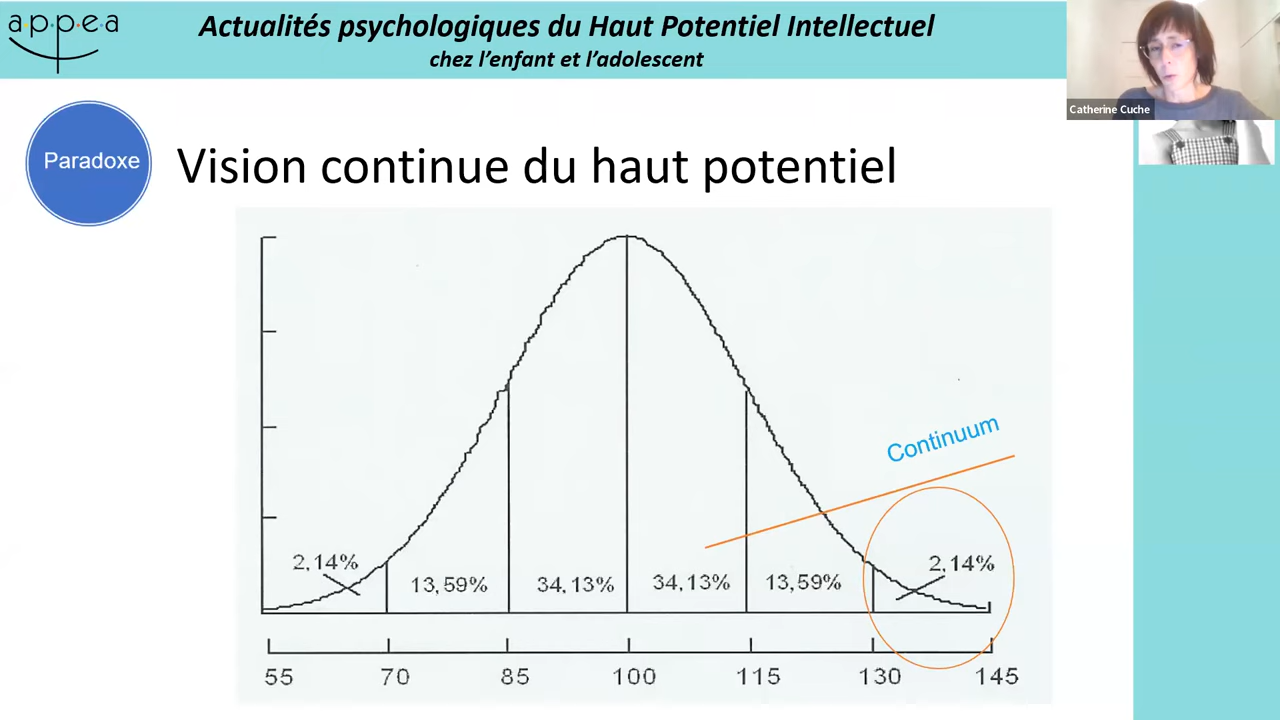 a·p·p·e·a
Actualités psychologiques du Haut Potentiel Intellectuel
chez l'enfant et l'adolescent
Catherine Cuche
Paradoxe
Vision continue du haut potentiel
Continuum
2,14%
13,59%
34,13%
34,13%
13,59%
2,14%
55
70
85
100
115
130
145